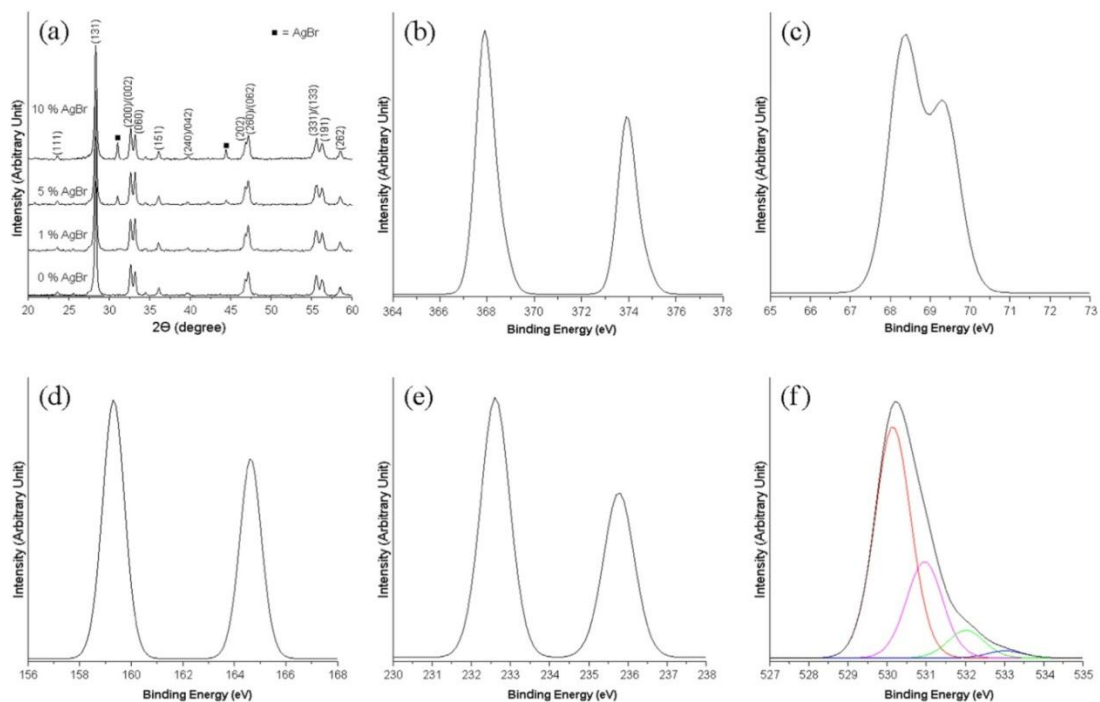 (a)
■ = AgBr
(131)
10 % AgBr
5 % AgBr
1 % AgBr
0 % AgBr
(111)
(200)/(002)
(060)
(151)
(240)/042)
(202)
(260)/(062)
(331)/(133)
(191)
(262)
Intensity (Arbitrary Unit)
20 25 30 35 40 45 50 55 60
2Θ (degree)
(b)
Intensity (Arbitrary Unit)
364 366 368 370 372 374 376 378
Binding Energy (eV)
(c)
Intensity (Arbitrary Unit)
65 66 67 68 69 70 71 72 73
Binding Energy (eV)
(d)
Intensity (Arbitrary Unit)
156 158 160 162 164 166 168
Binding Energy (eV)
(e)
Intensity (Arbitrary Unit)
230 231 232 233 234 235 236 237 238
Binding Energy (eV)
(f)
Intensity (Arbitrary Unit)
527 528 529 530 531 532 533 534 535
Binding Energy (eV)